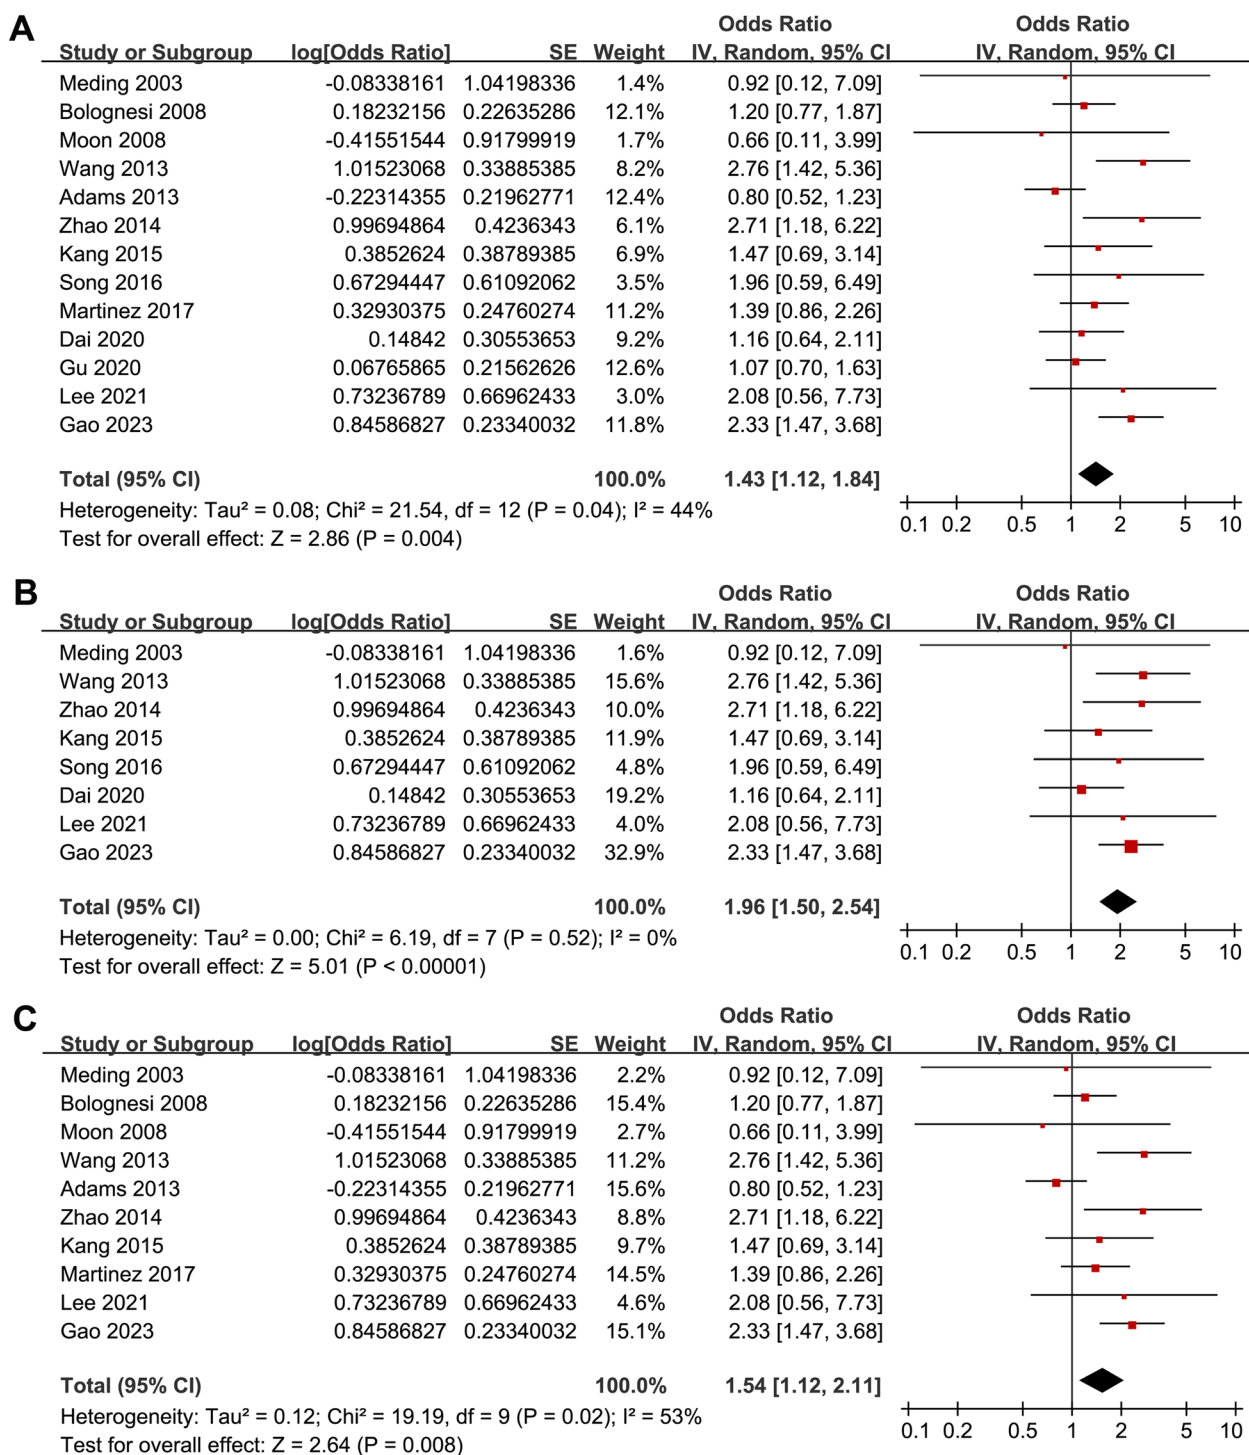 A
Odds Ratio Odds Ratio
Study or Subgroup log[Odds Ratio] SE Weight IV, Random, 95% CI IV, Random, 95% CI
Meding 2003 -0.08338161 1.04198336 1.4% 0.92 [0.12, 7.09]
Bolognesi 2008 0.18232156 0.22635286 12.1% 1.20 [0.77, 1.87]
Moon 2008 -0.41551544 0.91799919 1.7% 0.66 [0.11, 3.99]
Wang 2013 1.01523068 0.33885385 8.2% 2.76 [1.42, 5.36]
Adams 2013 -0.22314355 0.21962771 12.4% 0.80 [0.52, 1.23]
Zhao 2014 0.99694864 0.4236343 6.1% 2.71 [1.18, 6.22]
Kang 2015 0.3852624 0.38789385 6.9% 1.47 [0.69, 3.14]
Song 2016 0.67294447 0.61092062 3.5% 1.96 [0.59, 6.49]
Martinez 2017 0.32930375 0.24760274 11.2% 1.39 [0.86, 2.26]
Dai 2020 0.14842 0.30553653 9.2% 1.16 [0.64, 2.11]
Gu 2020 0.06765865 0.21562626 12.6% 1.07 [0.70, 1.63]
Lee 2021 0.73236789 0.66962433 3.0% 2.08 [0.56, 7.73]
Gao 2023 0.84586827 0.23340032 11.8% 2.33 [1.47, 3.68]
Total (95% CI) 100.0% 1.43 [1.12, 1.84]
Heterogeneity: Tau² = 0.08; Chi² = 21.54, df = 12 (P = 0.04); I² = 44%
Test for overall effect: Z = 2.86 (P = 0.004)
0.1 0.2 0.5 1 2 5 10
B
Odds Ratio Odds Ratio
Study or Subgroup log[Odds Ratio] SE Weight IV, Random, 95% CI IV, Random, 95% CI
Meding 2003 -0.08338161 1.04198336 1.6% 0.92 [0.12, 7.09]
Wang 2013 1.01523068 0.33885385 15.6% 2.76 [1.42, 5.36]
Zhao 2014 0.99694864 0.4236343 10.0% 2.71 [1.18, 6.22]
Kang 2015 0.3852624 0.38789385 11.9% 1.47 [0.69, 3.14]
Song 2016 0.67294447 0.61092062 4.8% 1.96 [0.59, 6.49]
Dai 2020 0.14842 0.30553653 19.2% 1.16 [0.64, 2.11]
Lee 2021 0.73236789 0.66962433 4.0% 2.08 [0.56, 7.73]
Gao 2023 0.84586827 0.23340032 32.9% 2.33 [1.47, 3.68]
Total (95% CI) 100.0% 1.96 [1.50, 2.54]
Heterogeneity: Tau² = 0.00; Chi² = 6.19, df = 7 (P = 0.52); I² = 0%
Test for overall effect: Z = 5.01 (P < 0.00001)
0.1 0.2 0.5 1 2 5 10
C
Odds Ratio Odds Ratio
Study or Subgroup log[Odds Ratio] SE Weight IV, Random, 95% CI IV, Random, 95% CI
Meding 2003 -0.08338161 1.04198336 2.2% 0.92 [0.12, 7.09]
Bolognesi 2008 0.18232156 0.22635286 15.4% 1.20 [0.77, 1.87]
Moon 2008 -0.41551544 0.91799919 2.7% 0.66 [0.11, 3.99]
Wang 2013 1.01523068 0.33885385 11.2% 2.76 [1.42, 5.36]
Adams 2013 -0.22314355 0.21962771 15.6% 0.80 [0.52, 1.23]
Zhao 2014 0.99694864 0.4236343 8.8% 2.71 [1.18, 6.22]
Kang 2015 0.3852624 0.38789385 9.7% 1.47 [0.69, 3.14]
Martinez 2017 0.32930375 0.24760274 14.5% 1.39 [0.86, 2.26]
Lee 2021 0.73236789 0.66962433 4.6% 2.08 [0.56, 7.73]
Gao 2023 0.84586827 0.23340032 15.1% 2.33 [1.47, 3.68]
Total (95% CI) 100.0% 1.54 [1.12, 2.11]
Heterogeneity: Tau² = 0.12; Chi² = 19.19, df = 9 (P = 0.02); I² = 53%
Test for overall effect: Z = 2.64 (P = 0.008)
0.1 0.2 0.5 1 2 5 10